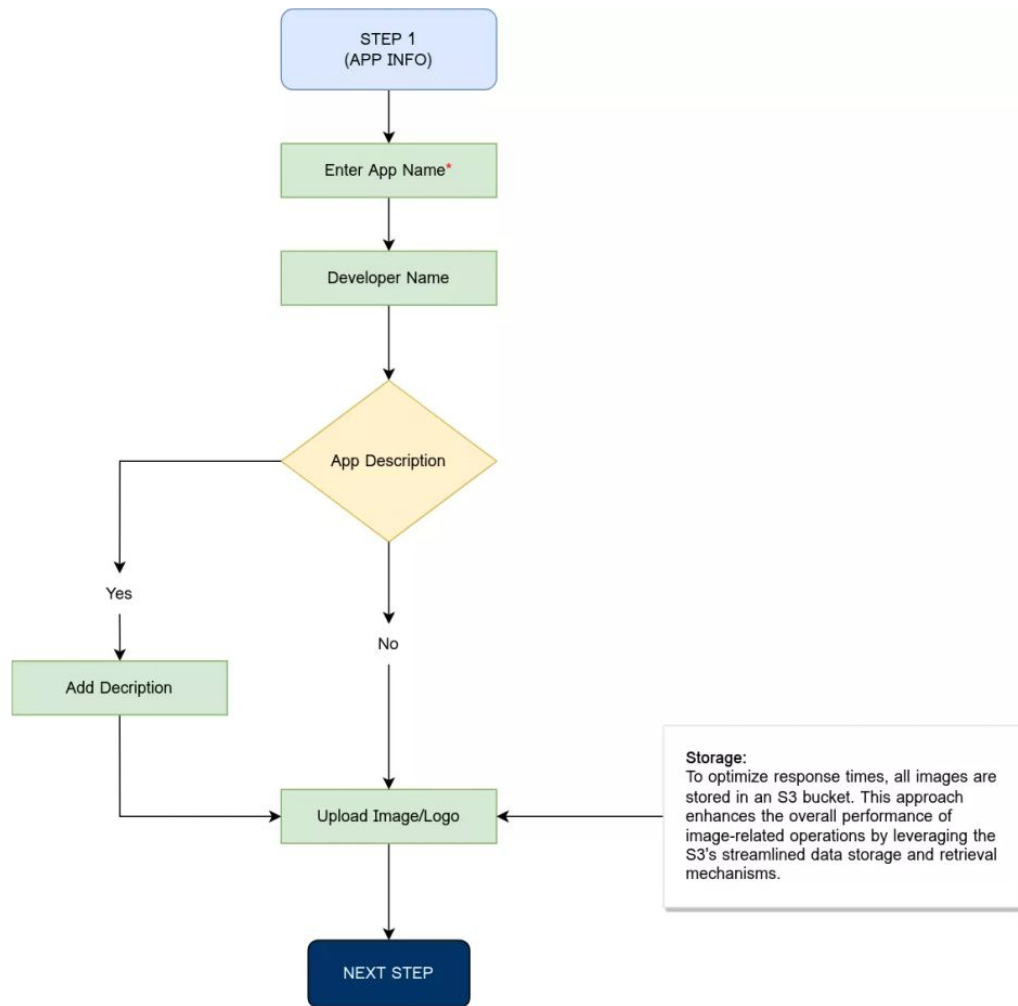 STEP 1
(APP INFO)
Enter App Name*
Developer Name
App Description
Yes
No
Add Decription
Upload Image/Logo
Storage:
To optimize response times, all images are
stored in an S3 bucket. This approach
enhances the overall performance of
image-related operations by leveraging the
S3's streamlined data storage and retrieval
mechanisms.
NEXT STEP